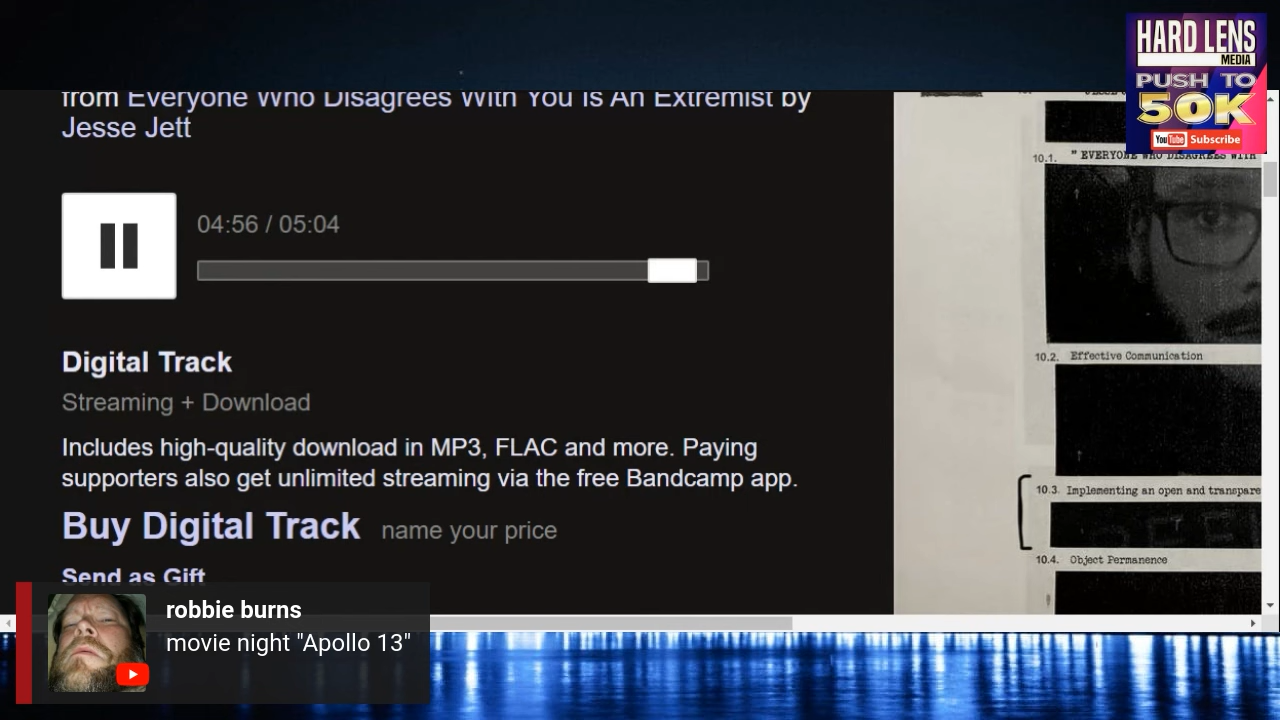 HARD LENS
MEDIA
PUSH TO
50K
YouTube Subscribe
from Everyone Who Disagrees With You Is An Extremist by
Jesse Jett
04:56 / 05:04
Digital Track
Streaming + Download
Includes high-quality download in MP3, FLAC and more. Paying
supporters also get unlimited streaming via the free Bandcamp app.
Buy Digital Track name your price
Send as Gift
10.1. " EVERYONE WHO DISAGREES WITH
10.2. Effective Communication
10.3. Implementing an open and transpare
10.4. Object Permanence
robbie burns
movie night "Apollo 13"